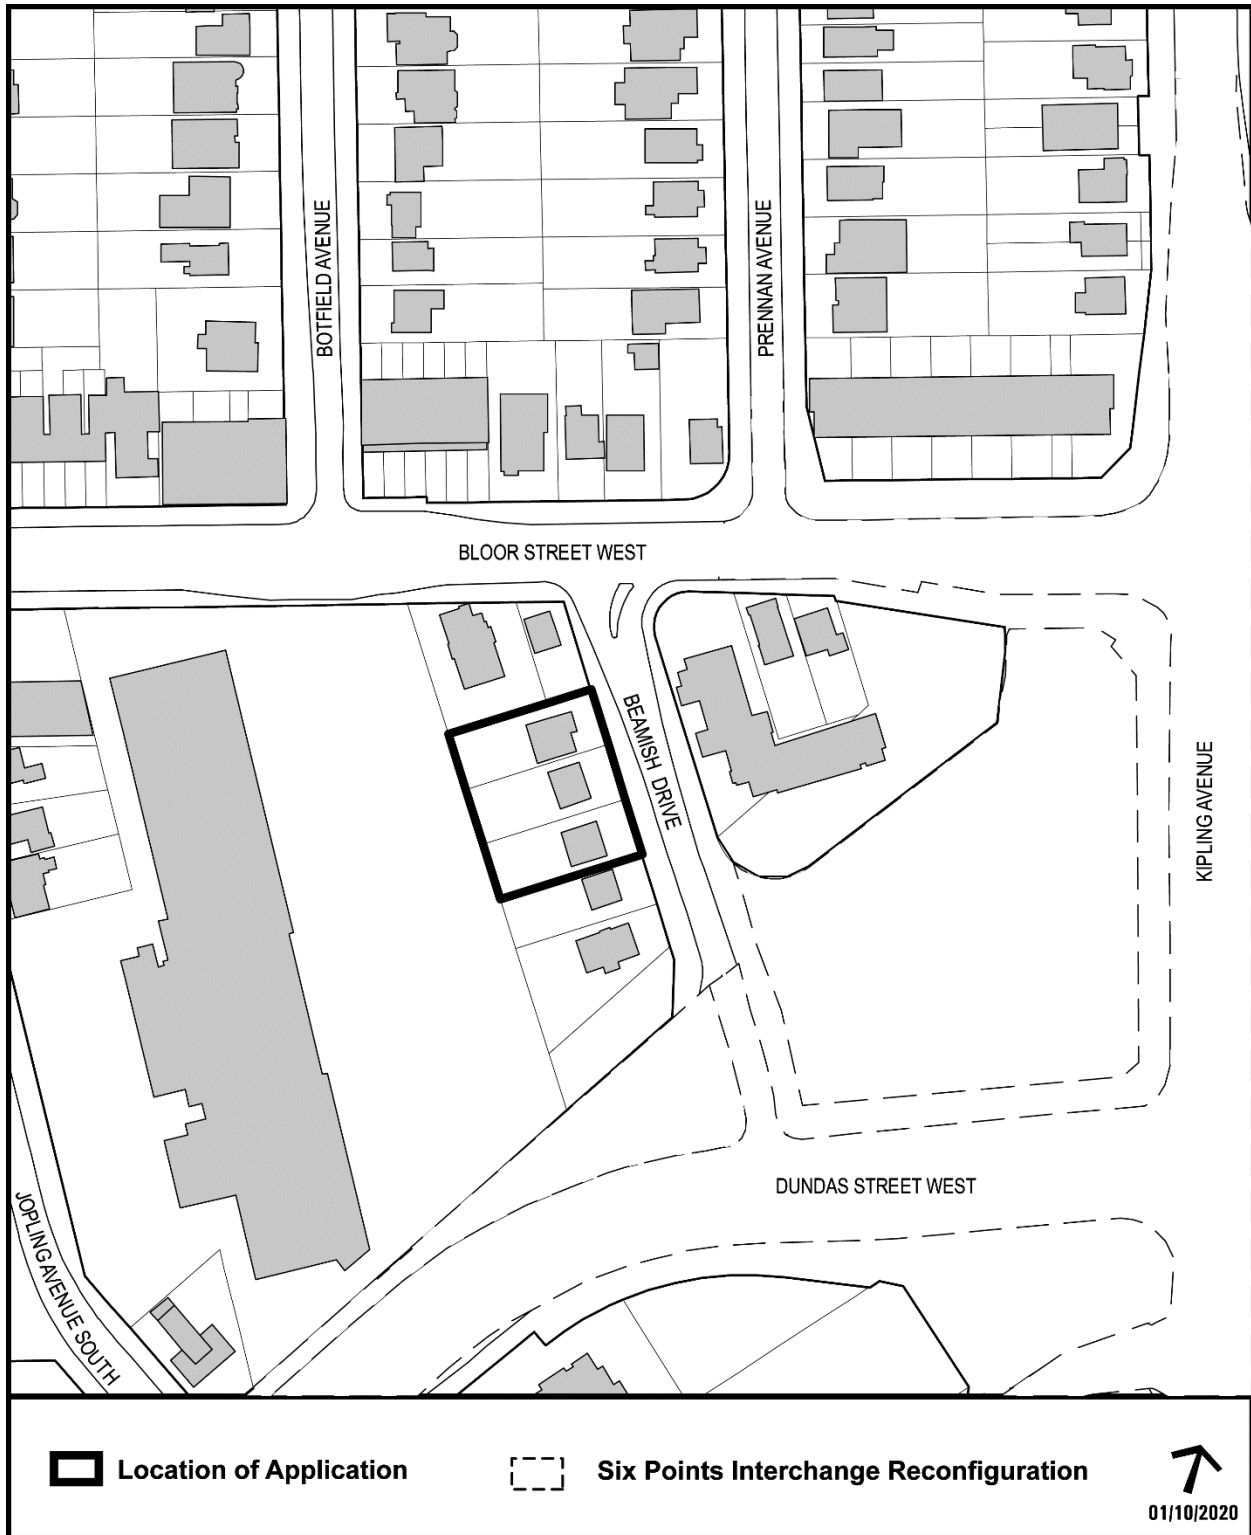 BOTFIELD AVENUE
PRENNAN AVENUE
BLOOR STREET WEST
BEAMISH DRIVE
KIPLING AVENUE
DUNDAS STREET WEST
JOPLING AVENUE SOUTH
Location of Application
Six Points Interchange Reconfiguration
01/10/2020